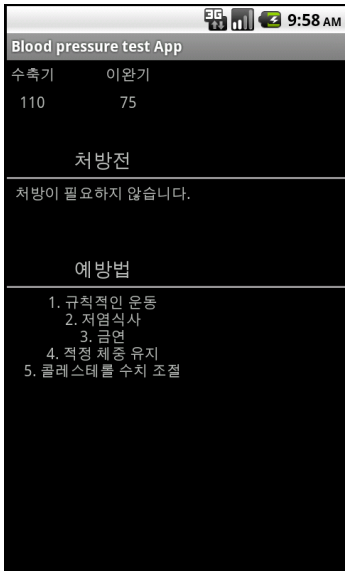 3G 9:58 AM
Blood pressure test App
수축기 이완기
110 75
처방전
처방이 필요하지 않습니다.
예방법
1. 규칙적인 운동
2. 저염식사
3. 금연
4. 적정 체중 유지
5. 콜레스테롤 수치 조절